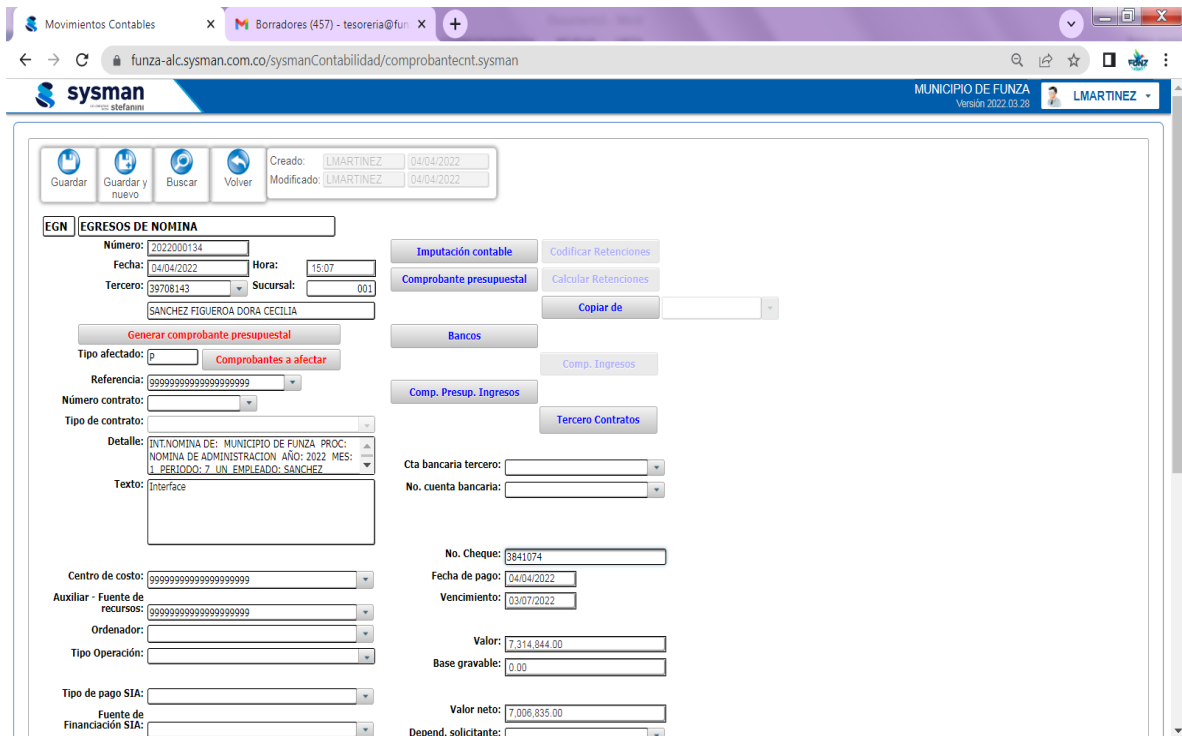 Movimientos Contables
Borradores (457) - tesoreria@fun
funza-alc.sysman.com.co/sysmanContabilidad/comprobantecnt.sysman
sysman
stefanini
MUNICIPIO DE FUNZA
Versión 2022.03.28
LMARTINEZ
Guardar
Guardar y nuevo
Buscar
Volver
Creado: LMARTINEZ 04/04/2022
Modificado: LMARTINEZ 04/04/2022
EGN EGRESOS DE NOMINA
Número: 2022000134
Fecha: 04/04/2022 Hora: 15:07
Tercero: 39708143 Sucursal: 001
SANCHEZ FIGUEROA DORA CECILIA
Generar comprobante presupuestal
Tipo afectado: P Comprobantes a afectar
Referencia: 9999999999999999999
Número contrato:
Tipo de contrato:
Detalle: INT.NOMINA DE: MUNICIPIO DE FUNZA PROC:
NOMINA DE ADMINISTRACION AÑO: 2022 MES:
1 PERIODO: 7 UN_EMPLEADO: SANCHEZ
Texto: Interface
Centro de costo: 9999999999999999999
Auxiliar - Fuente de
recursos: 99999999999999999999
Ordenador:
Tipo Operación:
Tipo de pago SIA:
Fuente de
Financiación SIA:
Imputación contable Codificar Retenciones
Comprobante presupuestal Calcular Retenciones
Copiar de
Bancos
Comp. Ingresos
Comp. Presup. Ingresos
Tercero Contratos
Cta bancaria tercero:
No. cuenta bancaria:
No. Cheque: 3841074
Fecha de pago: 04/04/2022
Vencimiento: 03/07/2022
Valor: 7,314,844.00
Base gravable: 0.00
Valor neto: 7,006,835.00
Depend. solicitante: